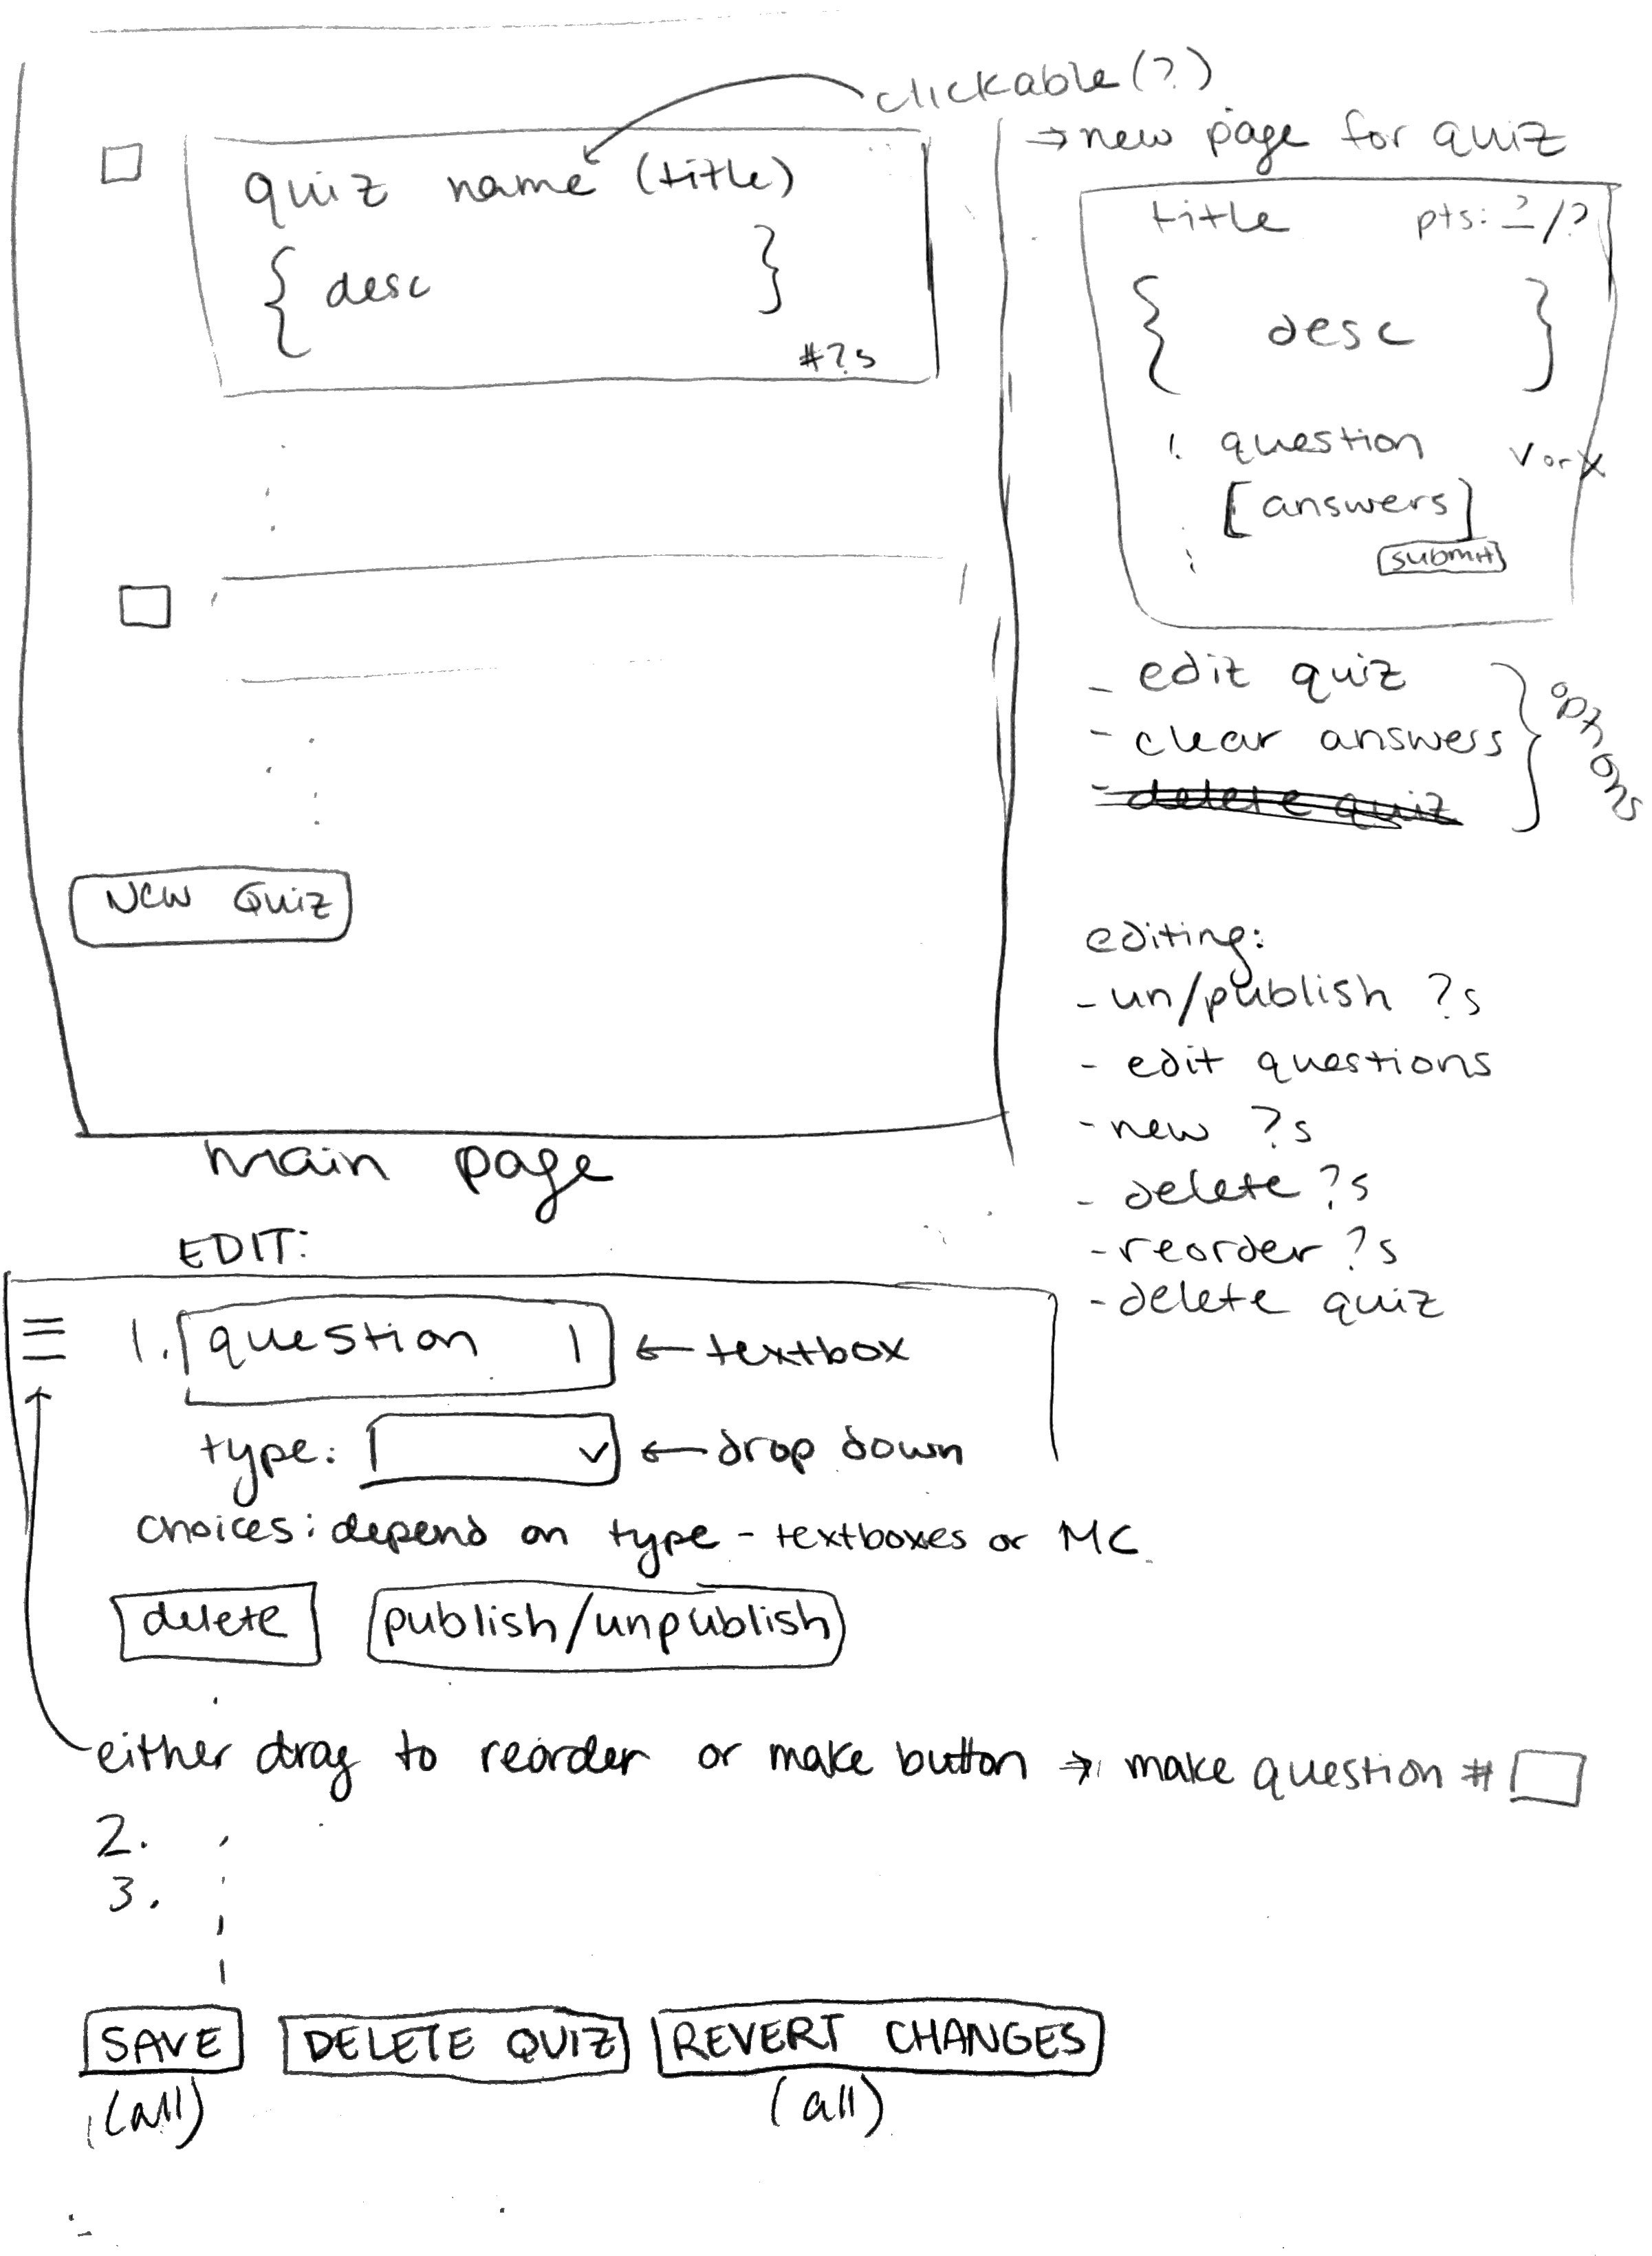 clickable(?)
→ new page for quiz
quiz name (title)
{ desc }
#?s
New Quiz
main page
title pts: ?/?
{ desc }
1. question v or x
[answers]
submit
- edit quiz
- clear answess
- delete quiz
options
editing:
- un/publish ?s
- edit questions
- new ?s
- delete ?s
- reorder ?s
- delete quiz
EDIT:
1. question ← textbox
type: ← drop down
choices: depend on type - textboxes or MC
delete publish/unpublish
either drag to reorder or make button → make question #
2.
3.
SAVE DELETE QUIZ REVERT CHANGES
(all) (all)